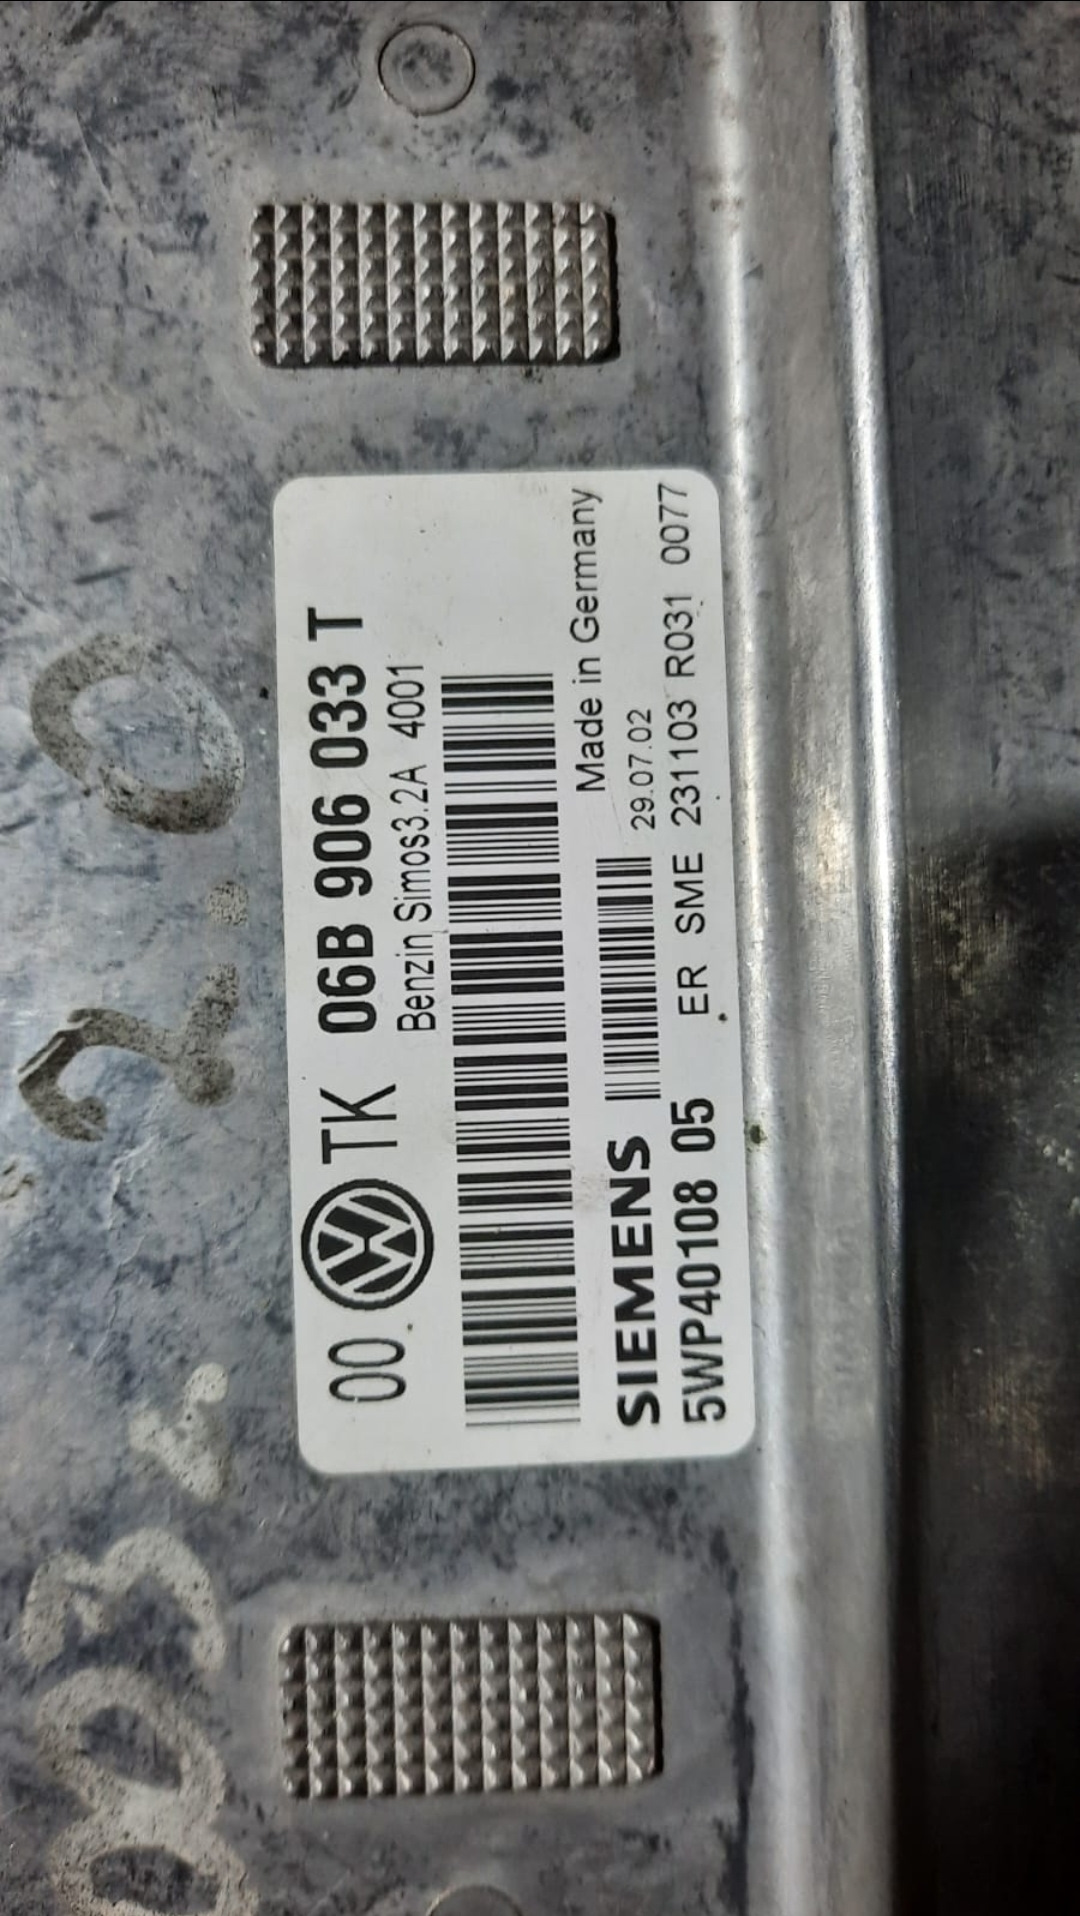 00 VW TK 06B 906 033 T
Benzin Simos3.2A 4001
Made in Germany
SIEMENS 29.07.02
5WP40108 05 ER SME 231103 R031 0077
2.0